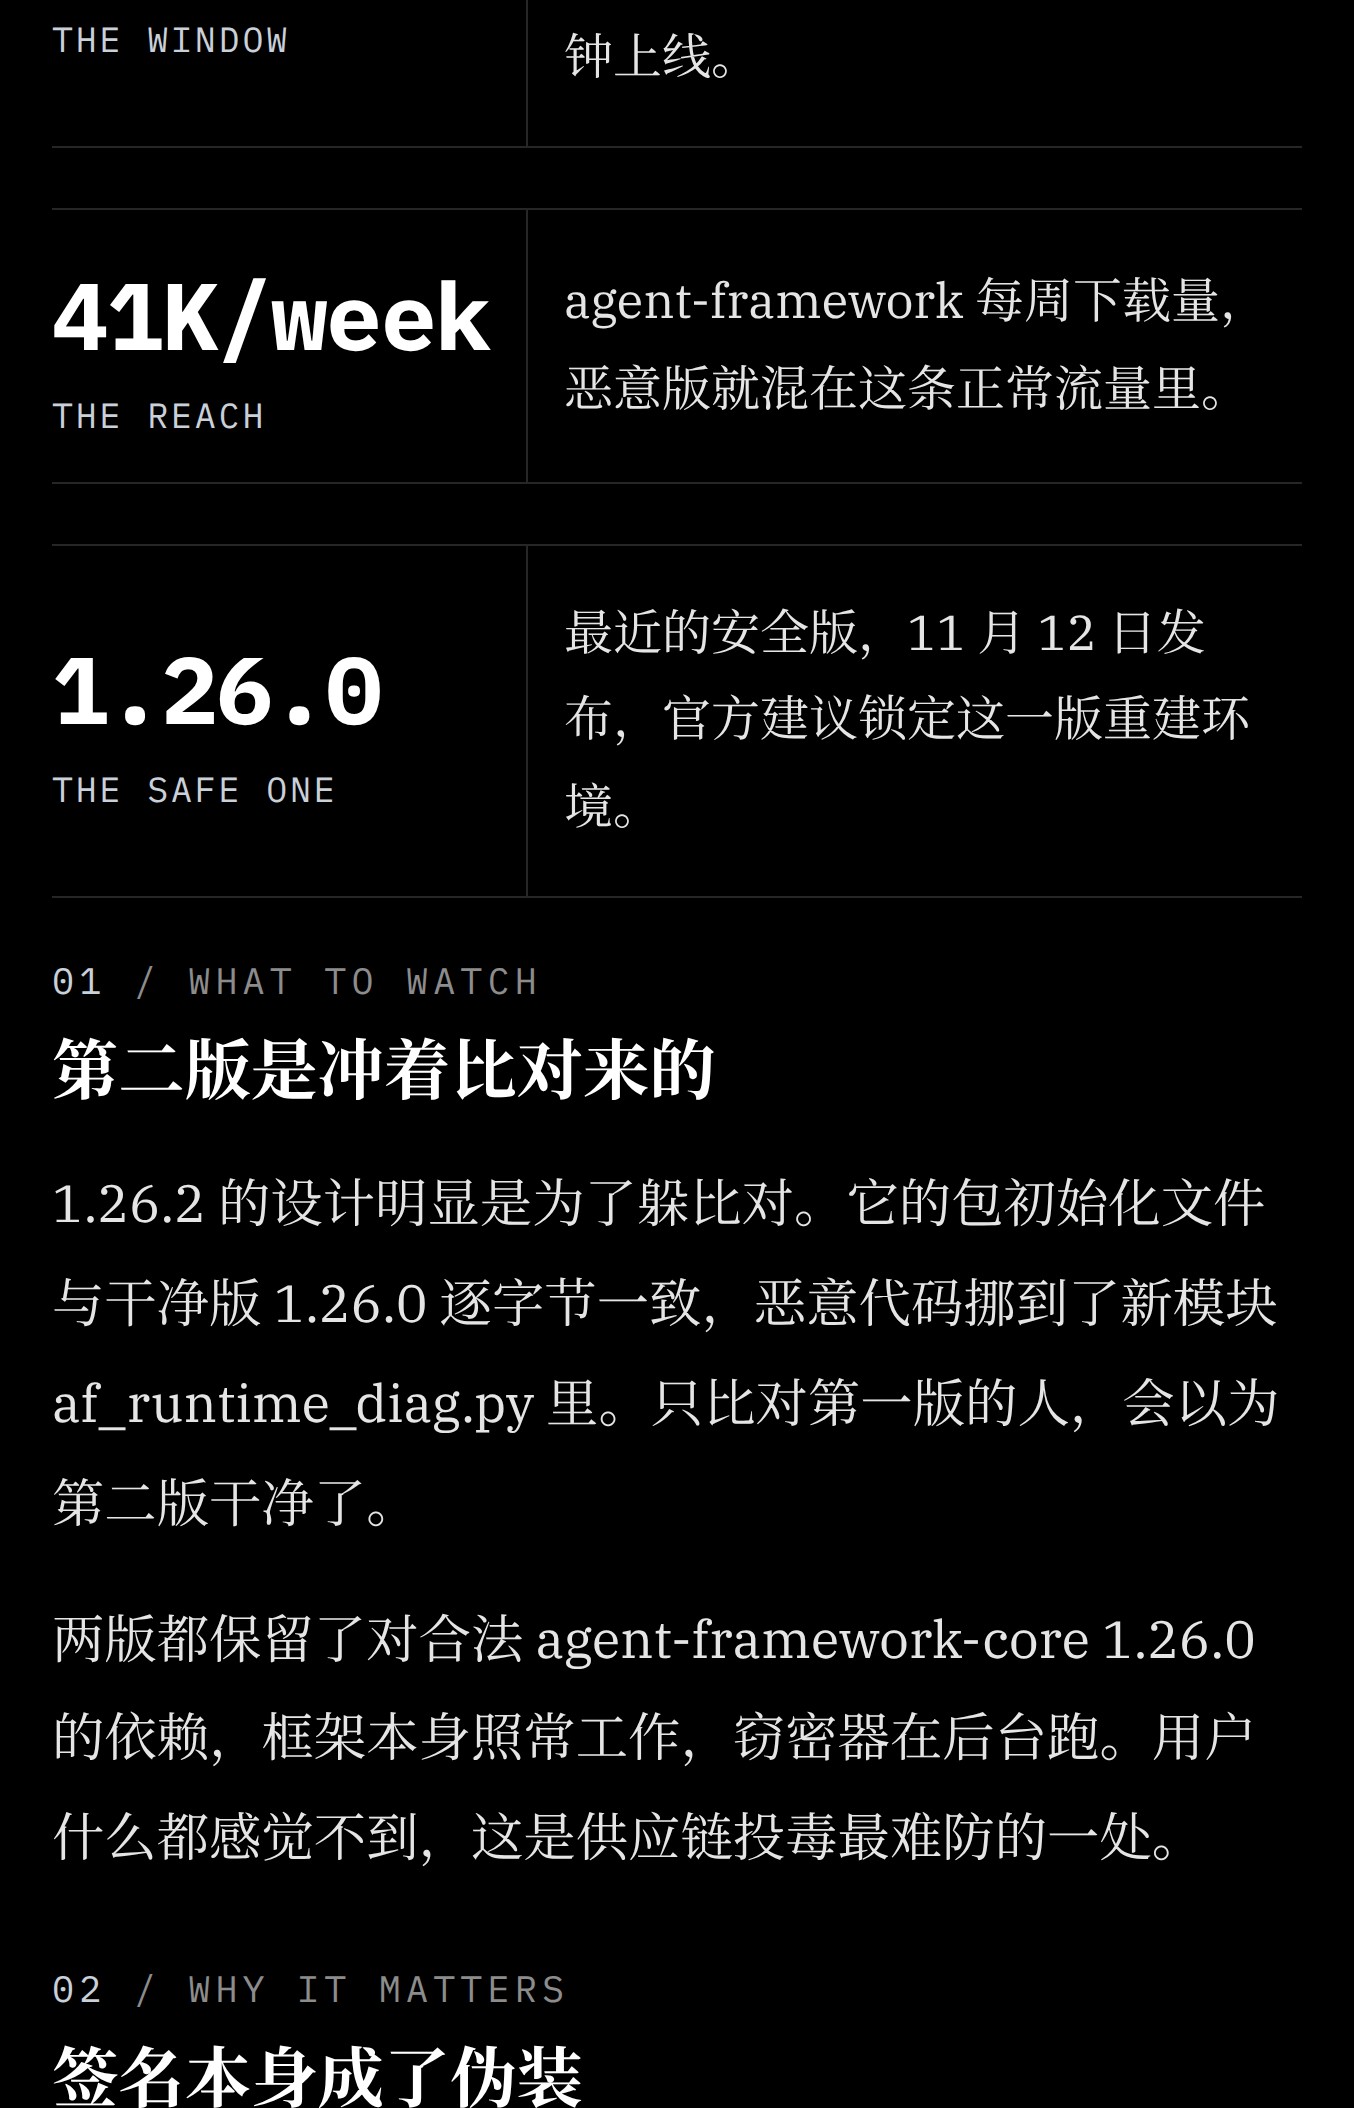 THE WINDOW
钟上线。
41K/week
THE REACH
agent-framework 每周下载量，
恶意版就混在这条正常流量里。
1.26.0
THE SAFE ONE
最近的安全版，11 月 12 日发
布，官方建议锁定这一版重建环
境。
01 / WHAT TO WATCH
第二版是冲着比对来的
1.26.2 的设计明显是为了躲比对。它的包初始化文件
与干净版 1.26.0 逐字节一致，恶意代码挪到了新模块
af_runtime_diag.py 里。只比对第一版的人，会以为
第二版干净了。
两版都保留了对合法 agent-framework-core 1.26.0
的依赖，框架本身照常工作，窃密器在后台跑。用户
什么都感觉不到，这是供应链投毒最难防的一处。
02 / WHY IT MATTERS
签名本身成了伪装